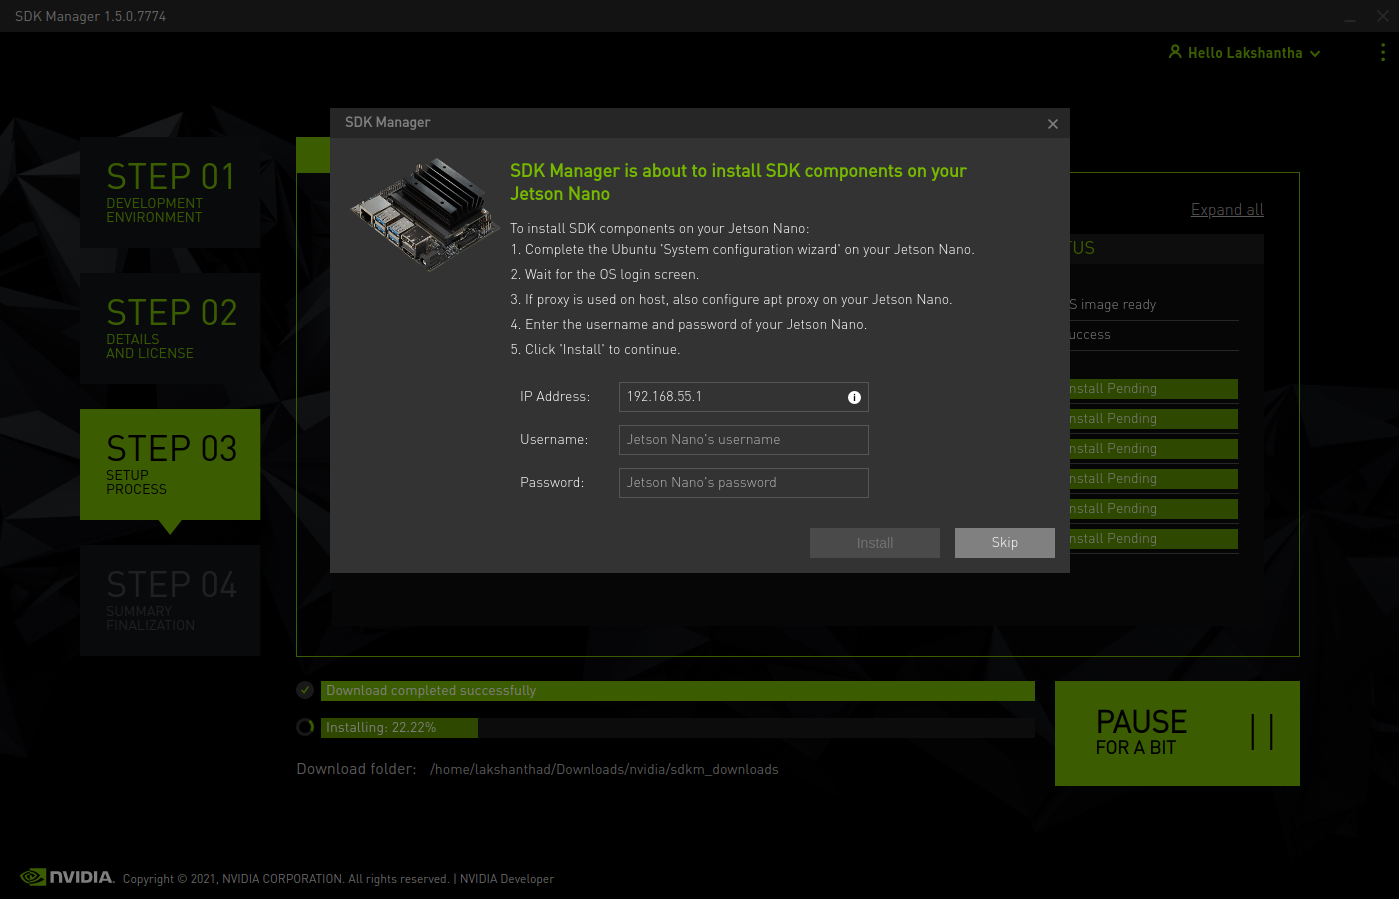 SDK Manager 1.5.0.7774
Hello Lakshantha
STEP 01
DEVELOPMENT
ENVIRONMENT
STEP 02
DETAILS
AND LICENSE
STEP 03
SETUP
PROCESS
STEP 04
SUMMARY
FINALIZATION
SDK Manager
SDK Manager is about to install SDK components on your
Jetson Nano
To install SDK components on your Jetson Nano:
1. Complete the Ubuntu 'System configuration wizard' on your Jetson Nano.
2. Wait for the OS login screen.
3. If proxy is used on host, also configure apt proxy on your Jetson Nano.
4. Enter the username and password of your Jetson Nano.
5. Click 'Install' to continue.
IP Address: 192.168.55.1
Username: Jetson Nano's username
Password: Jetson Nano's password
Install Skip
Expand all
TUS
S image ready
uccess
nstall Pending
nstall Pending
nstall Pending
nstall Pending
nstall Pending
nstall Pending
Download completed successfully
Installing: 22.22%
Download folder: /home/lakshanthad/Downloads/nvidia/sdkm_downloads
PAUSE
FOR A BIT
NVIDIA. Copyright © 2021, NVIDIA CORPORATION. All rights reserved. | NVIDIA Developer